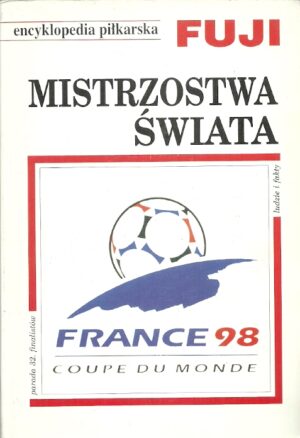 encyklopedia piłkarska
FUJI
MISTRZOSTWA
ŚWIATA
ludzie i fakty
parada 32. finalistów
FRANCE 98
COUPE DU MONDE